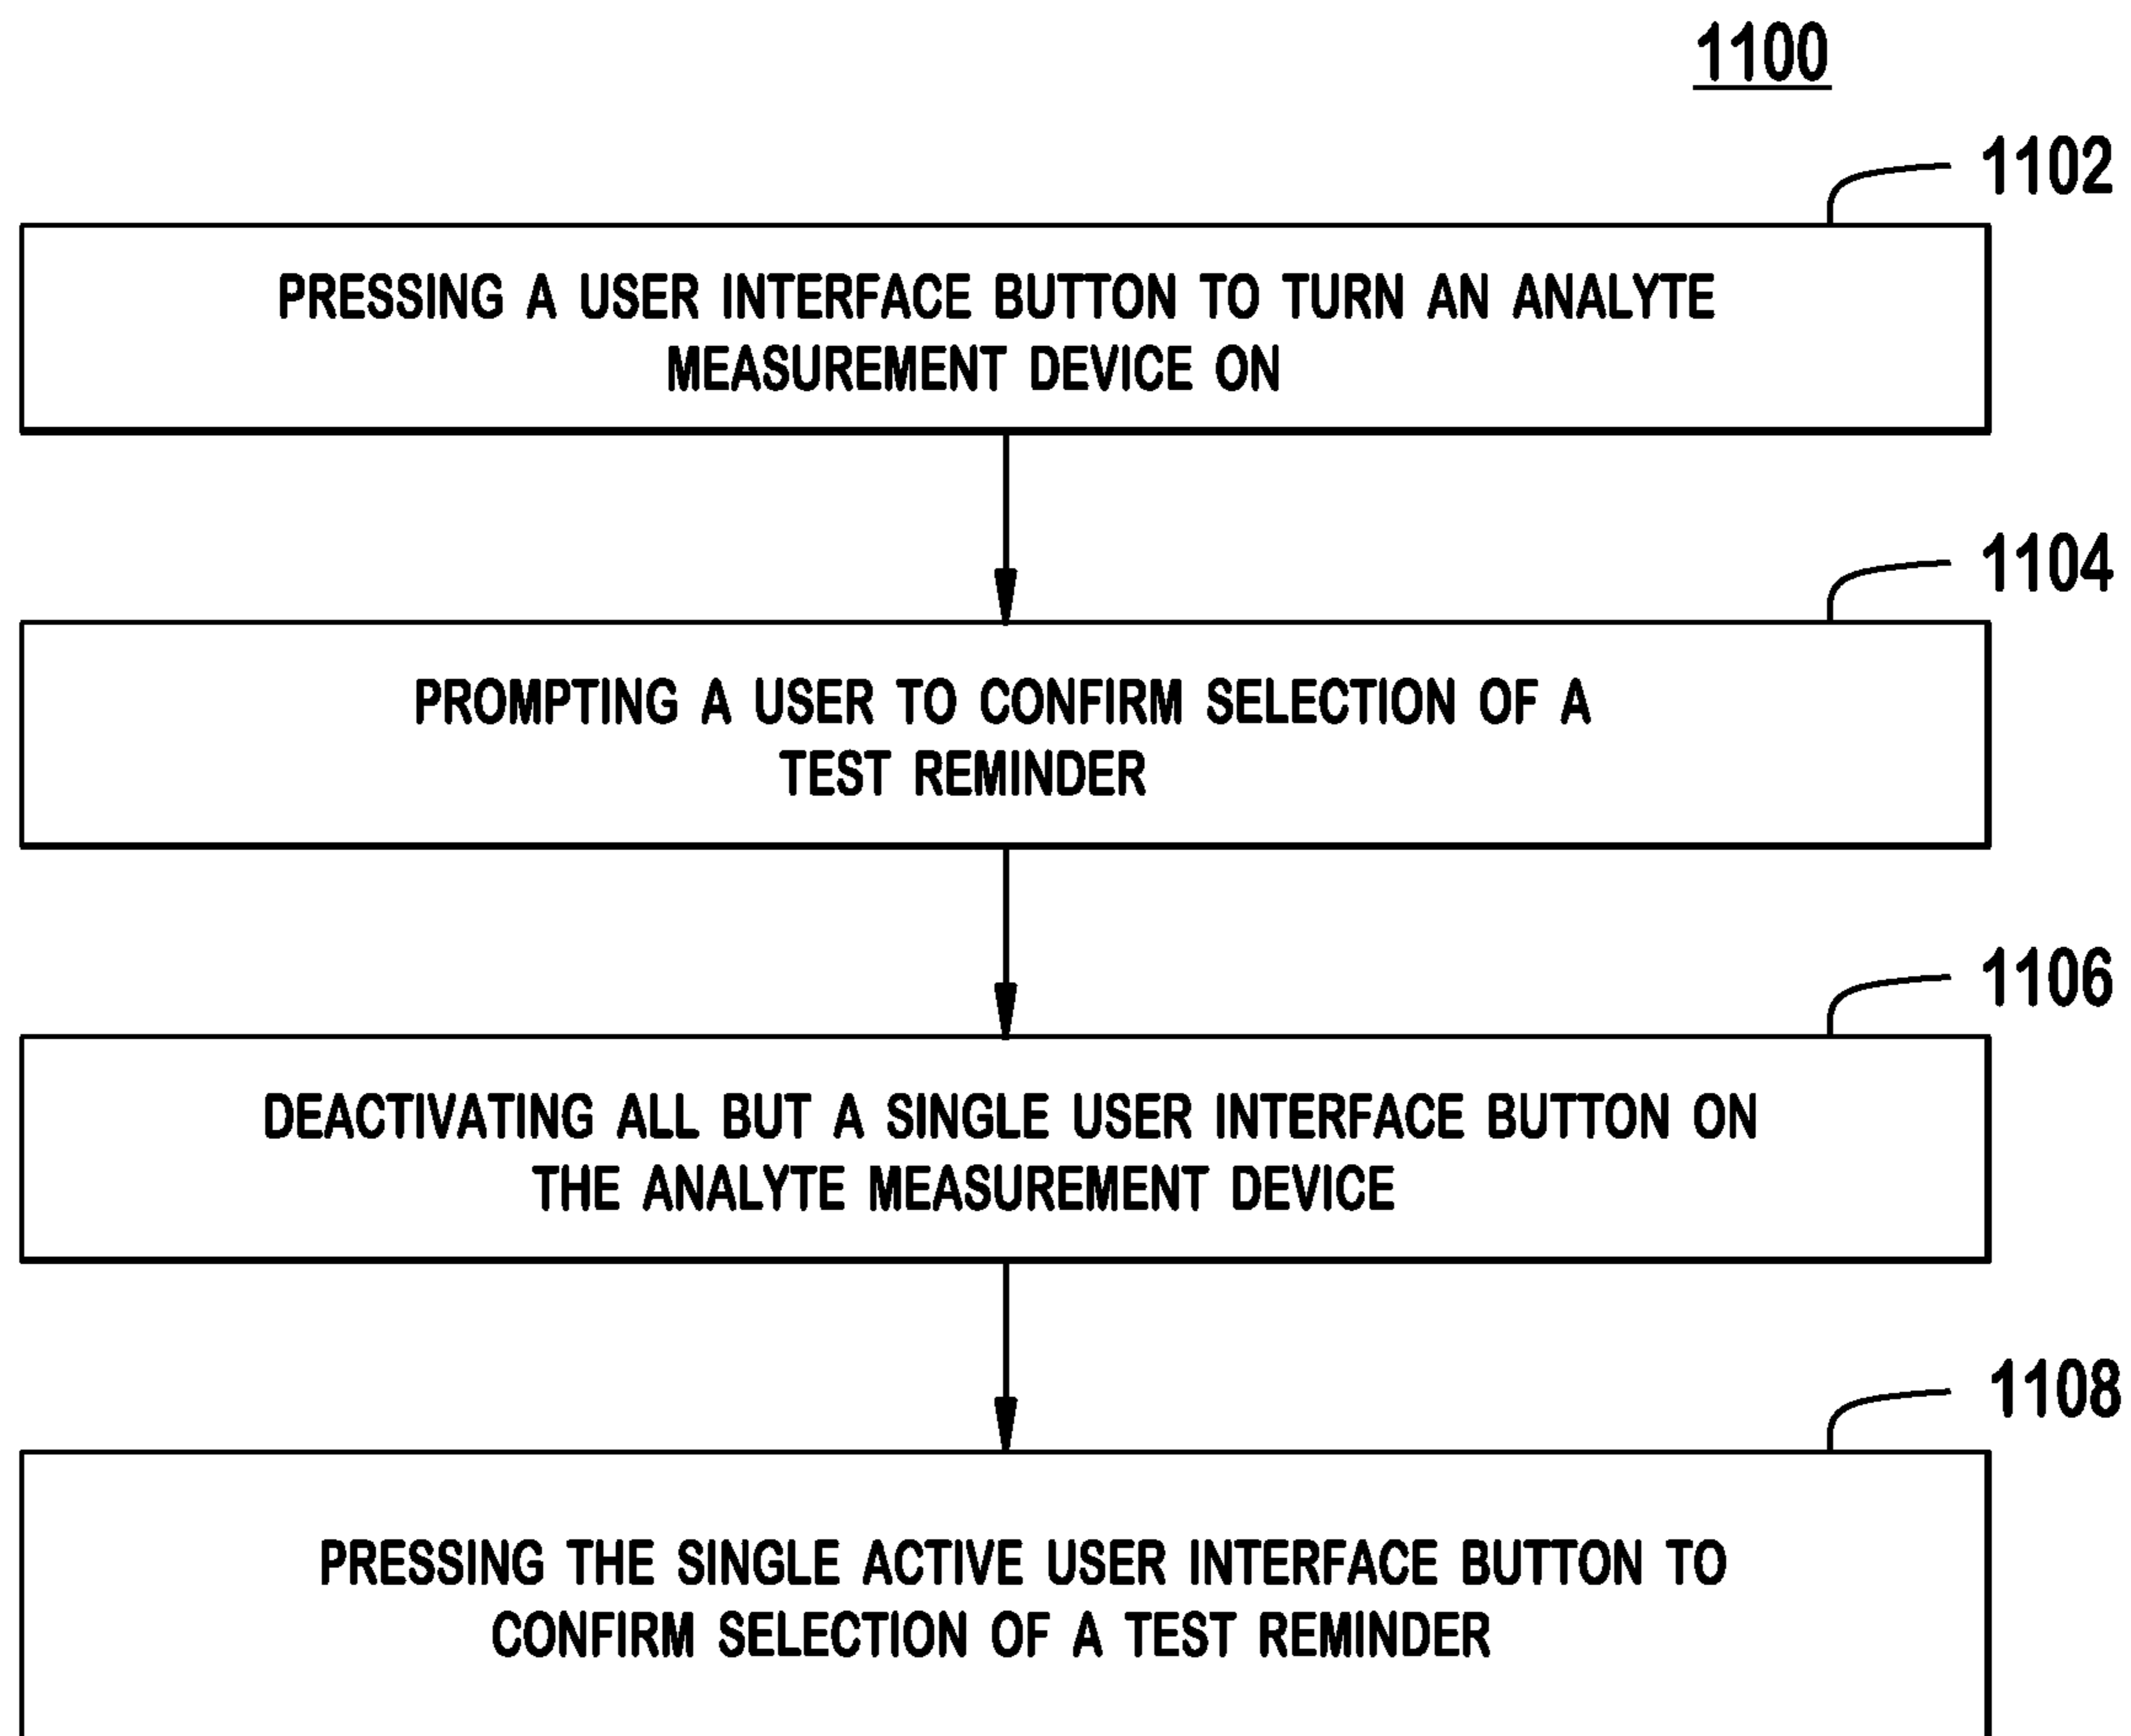 1100
1102
PRESSING A USER INTERFACE BUTTON TO TURN AN ANALYTE
MEASUREMENT DEVICE ON
1104
PROMPTING A USER TO CONFIRM SELECTION OF A
TEST REMINDER
1106
DEACTIVATING ALL BUT A SINGLE USER INTERFACE BUTTON ON
THE ANALYTE MEASUREMENT DEVICE
1108
PRESSING THE SINGLE ACTIVE USER INTERFACE BUTTON TO
CONFIRM SELECTION OF A TEST REMINDER